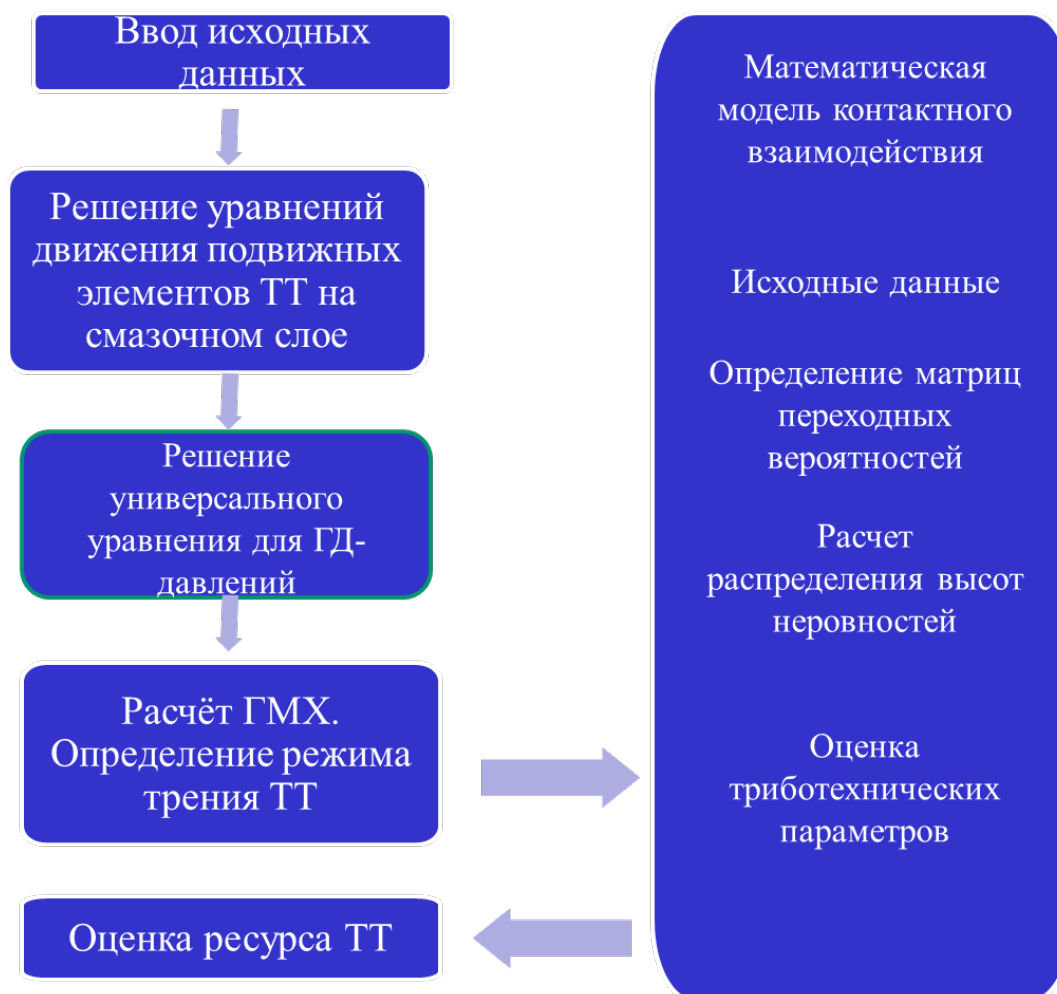 Ввод исходных
данных
Решение уравнений
движения подвижных
элементов ТТ на
смазочном слое
Решение
универсального
уравнения для ГД-
давлений
Расчёт ГМХ.
Определение режима
трения ТТ
Математическая
модель контактного
взаимодействия
Исходные данные
Определение матриц
переходных
вероятностей
Расчет
распределения высот
неровностей
Оценка
триботехнических
параметров
Оценка ресурса ТТ